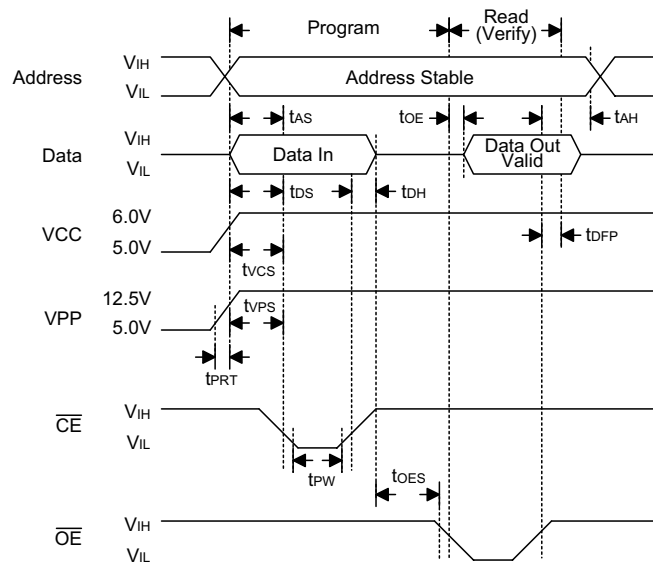 Program
Read
(Verify)
Address
VIH
VIL
Address Stable
tAS
tOE
tAH
Data
VIH
VIL
Data In
Data Out
Valid
tDS
tDH
VCC
6.0V
5.0V
tVCS
tDFP
VPP
12.5V
5.0V
tVPS
tPRT
CE
VIH
VIL
tPW
tOES
OE
VIH
VIL